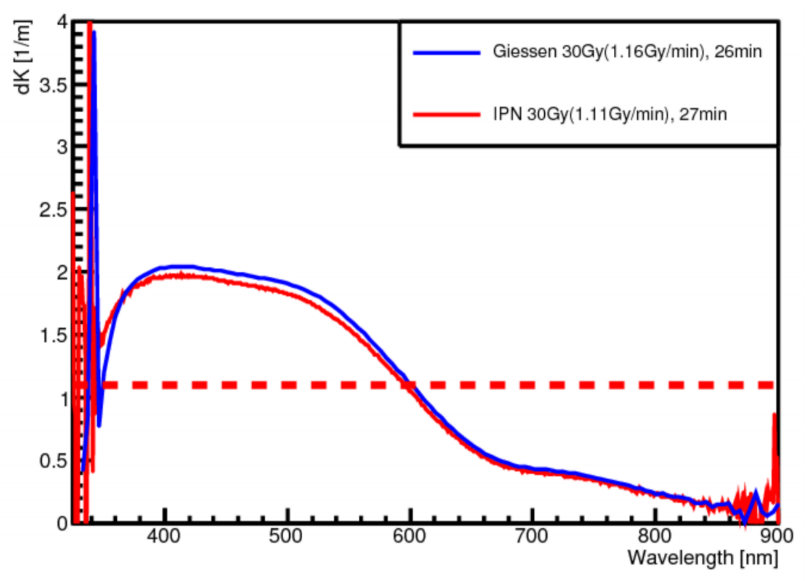 dK [1/m]
4
3.5
3
2.5
2
1.5
1
0.5
0
Giessen 30Gy(1.16Gy/min), 26min
IPN 30Gy(1.11Gy/min), 27min
400 500 600 700 800 900
Wavelength [nm]